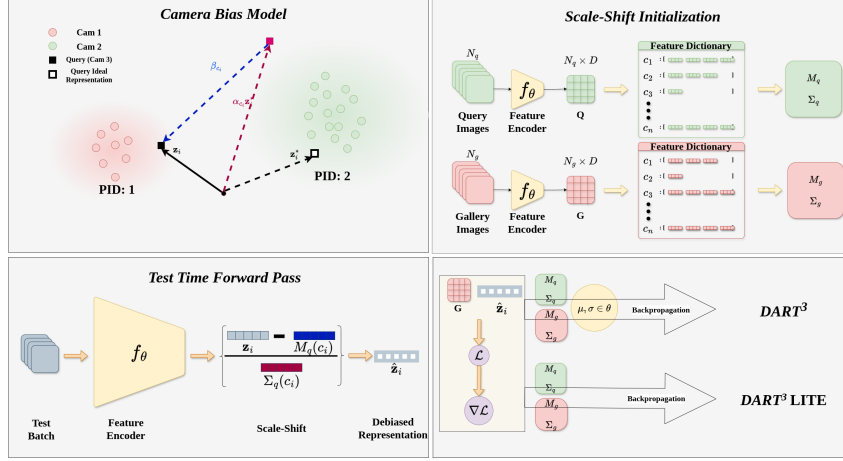 Camera Bias Model
Cam 1
Cam 2
Query (Cam 3)
Query Ideal
Representation
β_{c_i}
α_{c_i} z_i
z_i
z_i^*
PID: 1
PID: 2
Scale-Shift Initialization
N_q
N_q × D
f_θ
Query
Images
Feature
Encoder
Q
Feature Dictionary
c_1 : [ ]
c_2 : [ ]
c_3 : [ ]
c_n : [ ]
M_q
Σ_q
N_g
N_g × D
f_θ
Gallery
Images
Feature
Encoder
G
Feature Dictionary
c_1 : [ ]
c_2 : [ ]
c_3 : [ ]
c_n : [ ]
M_g
Σ_g
Test Time Forward Pass
f_θ
z_i − M_q(c_i)
Σ_q(c_i)
ẑ_i
Test
Batch
Feature
Encoder
Scale-Shift
Debiased
Representation
G
ẑ_i
ℒ
∇ℒ
M_q
Σ_q
M_g
Σ_g
μ, σ ∈ θ
Backpropagation
DART³
M_q
Σ_q
M_g
Σ_g
Backpropagation
DART³ LITE